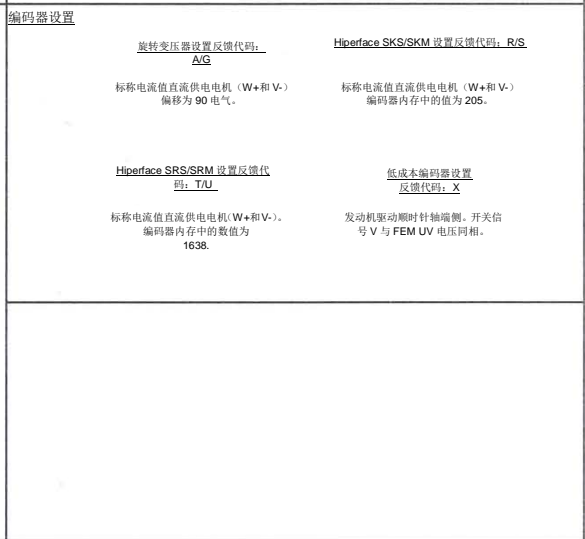 编码器设置
旋转变压器设置反馈代码：
A/G
标称电流值直流供电电机（W+和 V-）
偏移为 90 电气。
Hiperface SKS/SKM 设置反馈代码：R/S
标称电流值直流供电电机（W+和 V-）
编码器内存中的值为 205。
Hiperface SRS/SRM 设置反馈代
码：T/U
标称电流值直流供电电机（W+和 V-）。
编码器内存中的数值为
1638.
低成本编码器设置
反馈代码：X
发动机驱动顺时针轴端侧。开关信
号 V 与 FEM UV 电压同相。